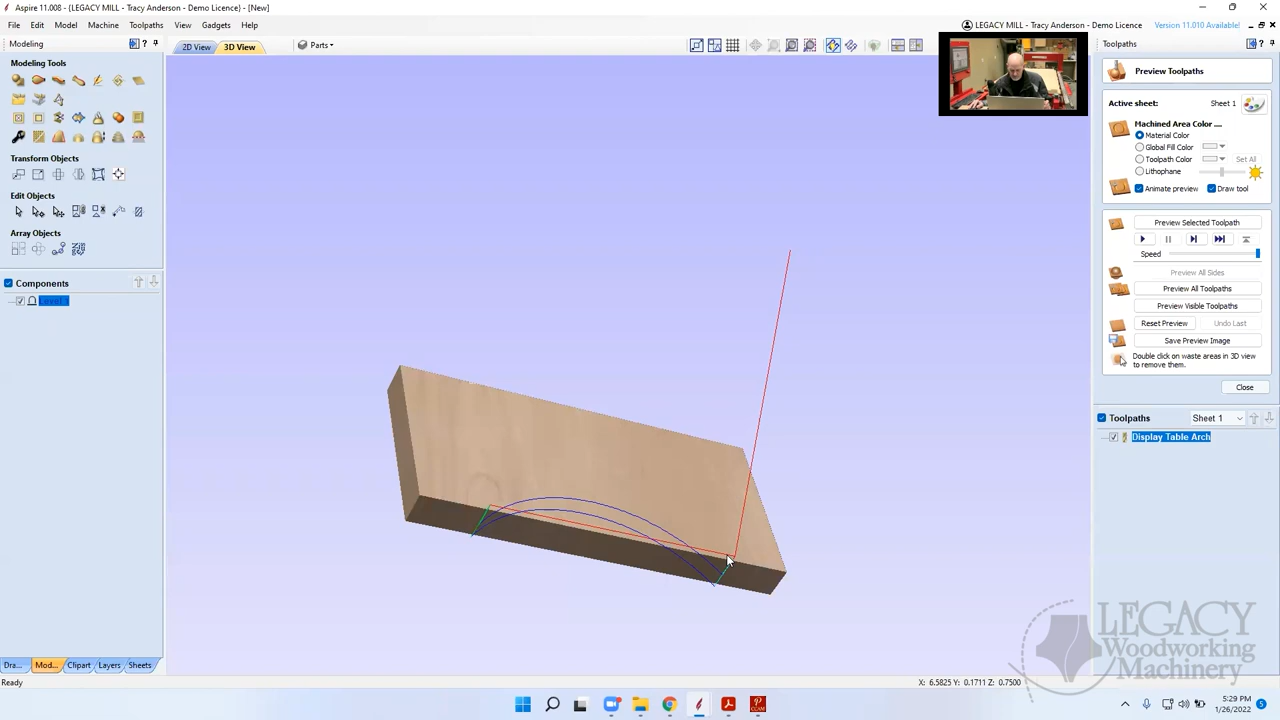 Aspire 11.008 - Tracy Anderson - Demo Licence - [New]
File Edit Model Machine Toolpaths View Gadgets Help
LEGACY MILL - Tracy Anderson - Demo Licence Version 11.010 Available!
Modeling
2D View 3D View Parts
Toolpaths
Modeling Tools
Transform Objects
Edit Objects
Array Objects
Components
Level 1
Preview Toolpaths
Active sheet: Sheet 1
Machined Area Color ....
Material Color
Global Fill Color
Toolpath Color Set All
Lithophane
Animate preview Draw tool
Preview Selected Toolpath
Speed
Preview All Sides
Preview All Toolpaths
Preview Visible Toolpaths
Reset Preview Undo Last
Save Preview Image
Double click on waste areas in 3D view
to remove them.
Close
Toolpaths Sheet 1
Display Table Arch
LEGACY
Woodworking
Machinery
Dra... Mod... Clipart Layers Sheets
Ready
X: 6.5825 Y: 0.1711 Z: 0.7500
CLAM
5:29 PM
1/26/2022
5